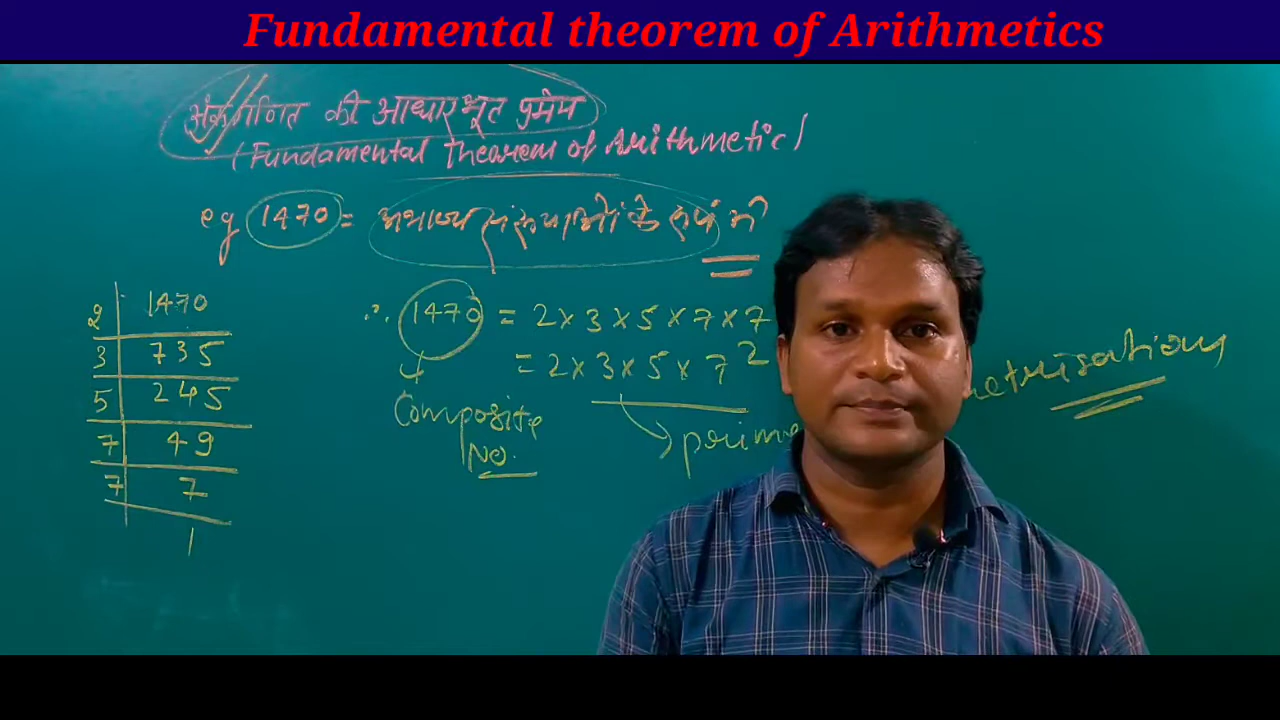 Fundamental theorem of Arithmetics
अंकगणित की आधारभूत प्रमेय
(Fundamental Theorem of Arithmetic)
eg 1470 = अभाज्य संख्याओं के रूप में
2 1470
3 735
5 245
7 49
7 7
1
∴ 1470 = 2×3×5×7×7
= 2×3×5×7²
Composite
No.
prime